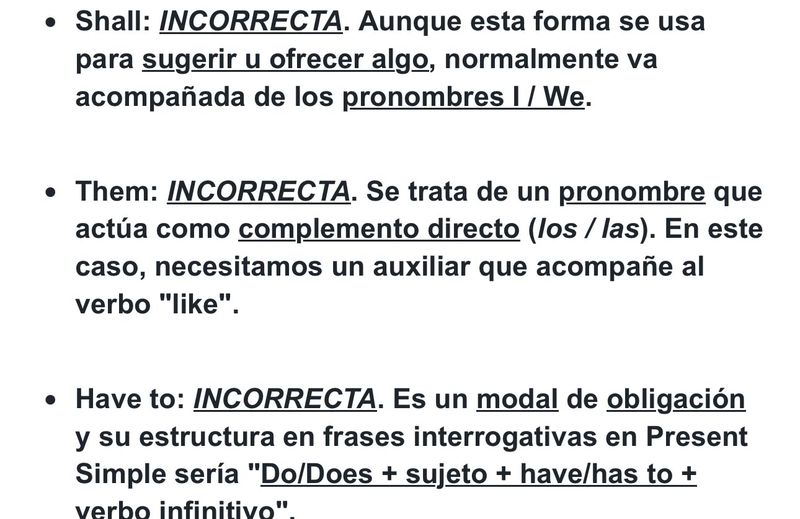 • Shall: INCORRECTA. Aunque esta forma se usa
para sugerir u ofrecer algo, normalmente va
acompañada de los pronombres I / We.
• Them: INCORRECTA. Se trata de un pronombre que
actúa como complemento directo (los / las). En este
caso, necesitamos un auxiliar que acompañe al
verbo "like".
• Have to: INCORRECTA. Es un modal de obligación
y su estructura en frases interrogativas en Present
Simple sería "Do/Does + sujeto + have/has to +
verbo infinitivo".